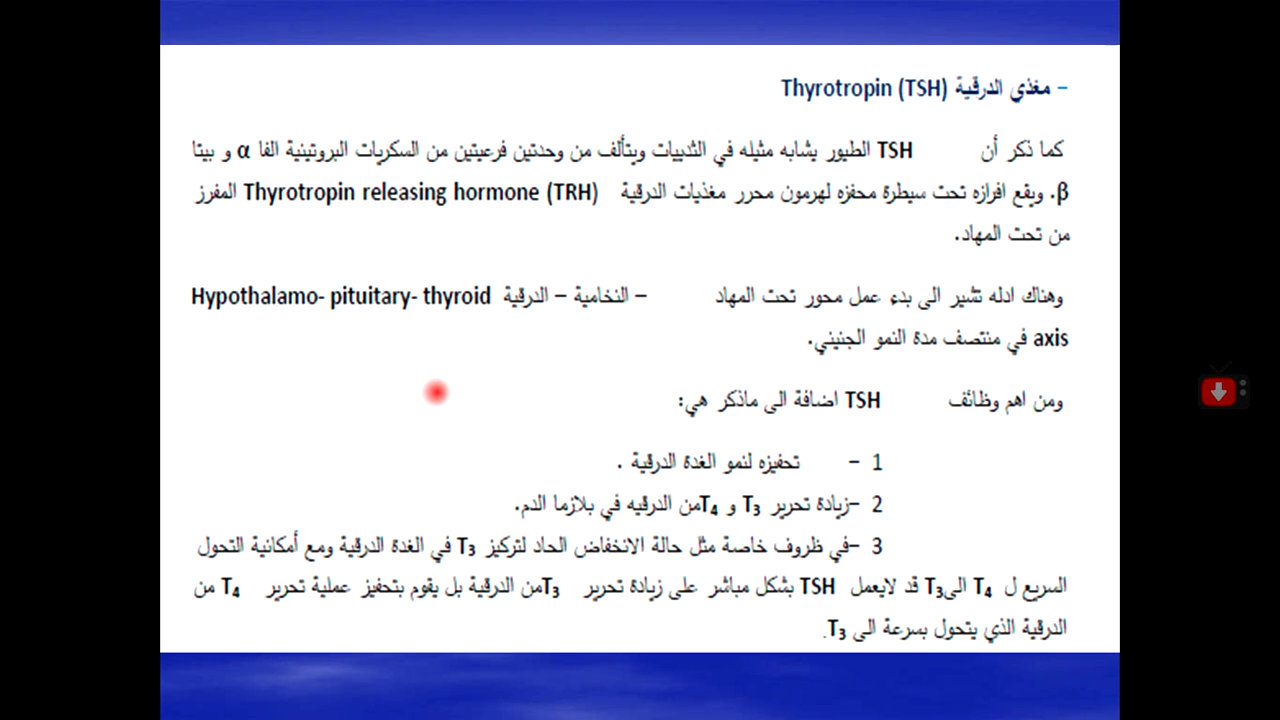 – مغذي الدرقية Thyrotropin (TSH)
كما ذكر أن TSH الطيور يشابه مثيله في الثدييات ويتألف من وحدتين فرعيتين من السكريات البروتينية الفا α و بيتا
β. ويقع افرازه تحت سيطرة محفزه لهرمون محرر مغذيات الدرقية Thyrotropin releasing hormone (TRH) المفرز
من تحت المهاد.
وهناك ادله تشير الى بدء عمل محور تحت المهاد – النخامية – الدرقية Hypothalamo- pituitary- thyroid
axis في منتصف مدة النمو الجنيني.
ومن اهم وظائف TSH اضافة الى ماذكر هي:
1 – تحفيزه لنمو الغدة الدرقية .
2 –زيادة تحرير T3 و T4من الدرقيه في بلازما الدم.
3 –في ظروف خاصة مثل حالة الانخفاض الحاد لتركيز T3 في الغدة الدرقية ومع أمكانية التحول
السريع ل T4 الىT3 قد لايعمل TSH بشكل مباشر على زيادة تحرير T3من الدرقية بل يقوم بتحفيز عملية تحرير T4 من
الدرقية الذي يتحول بسرعة الى T3.